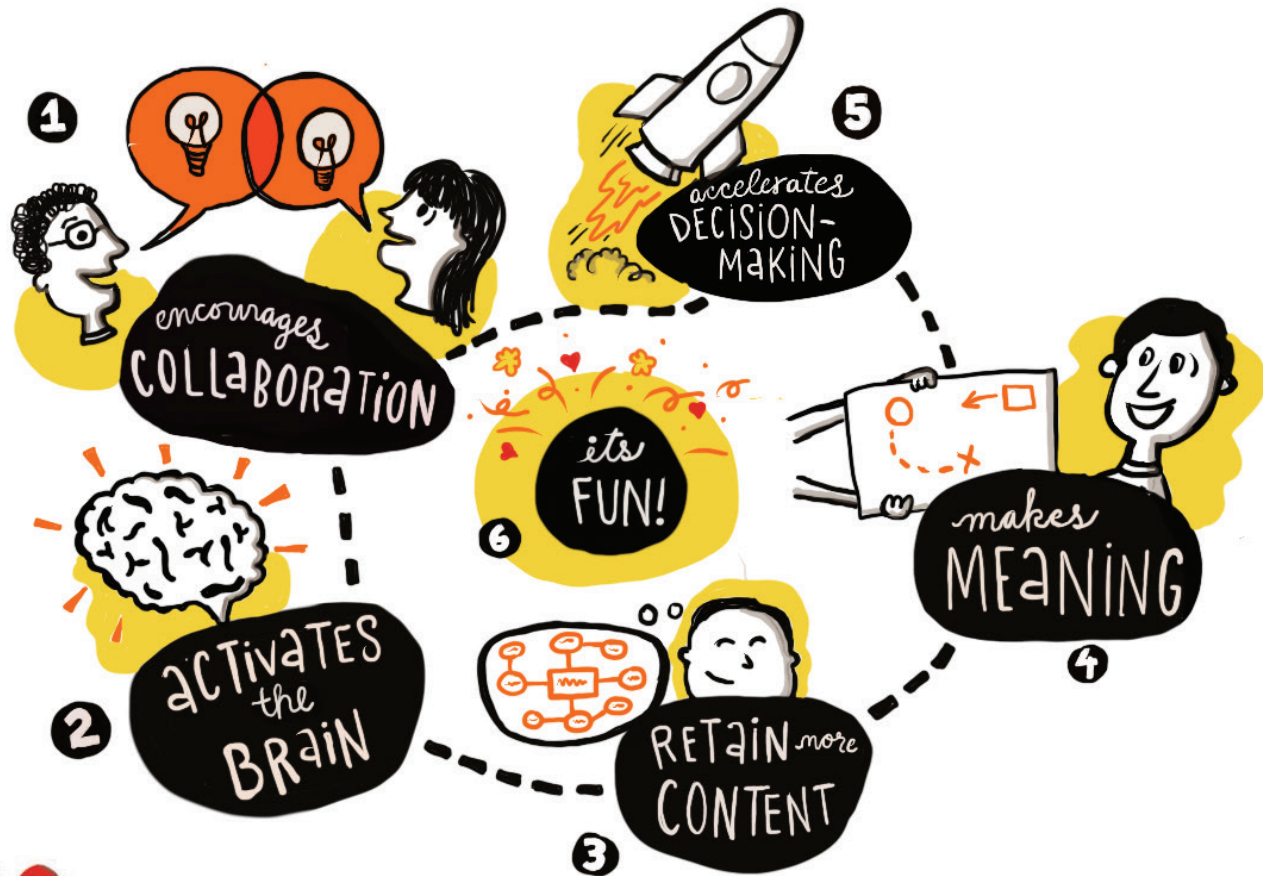 1
encourages
COLLaBORATION
2
aCTiVaTES
the
BRaiN
3
RETaiN more
CONTENT
4
makes
MEaNiNG
5
accelerates
DECiSiON-
MaKiNG
6
its
FUN!